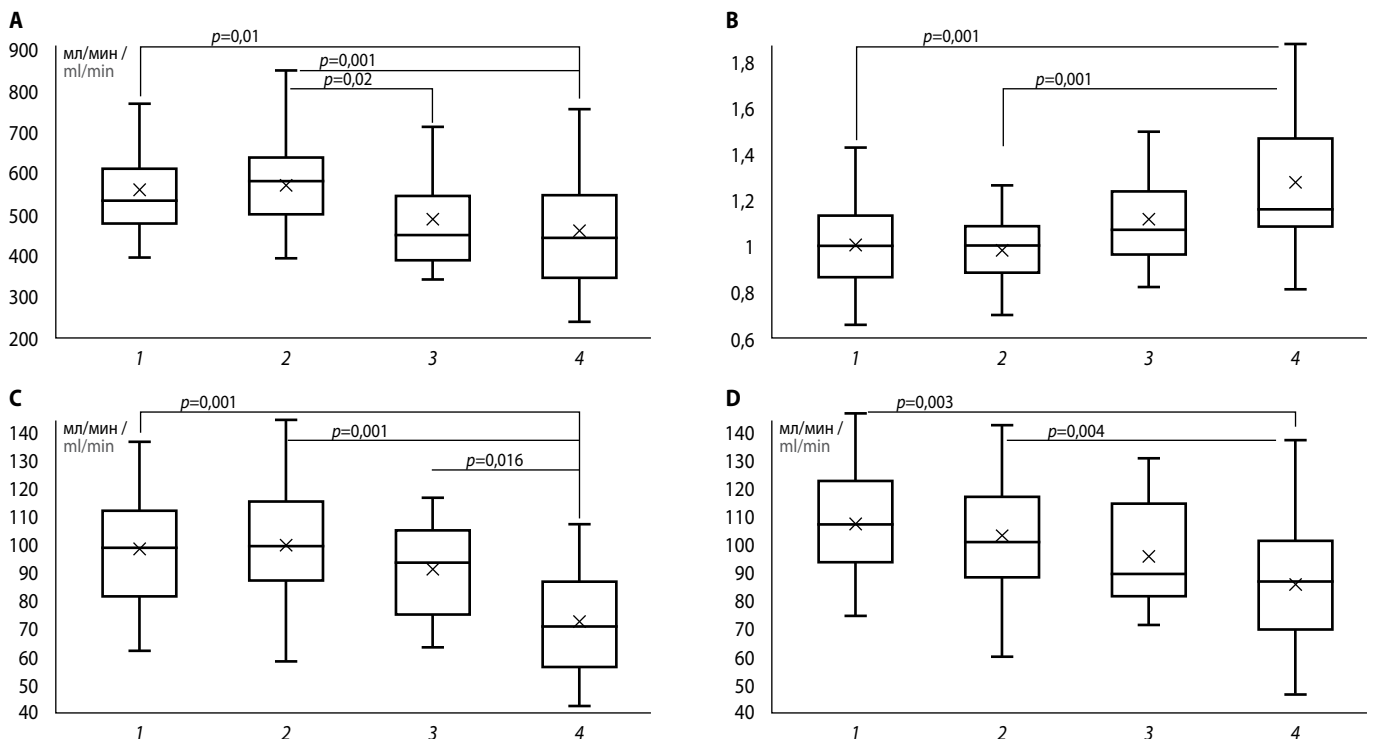 A
мл/мин /
ml/min
p=0,01
p=0,001
p=0,02
900
800
700
600
500
400
300
200
1 2 3 4
B
p=0,001
p=0,001
1,8
1,6
1,4
1,2
1
0,8
0,6
1 2 3 4
C
мл/мин /
ml/min
p=0,001
p=0,001
p=0,016
140
130
120
110
100
90
80
70
60
50
40
1 2 3 4
D
мл/мин /
ml/min
p=0,003
p=0,004
140
130
120
110
100
90
80
70
60
50
40
1 2 3 4